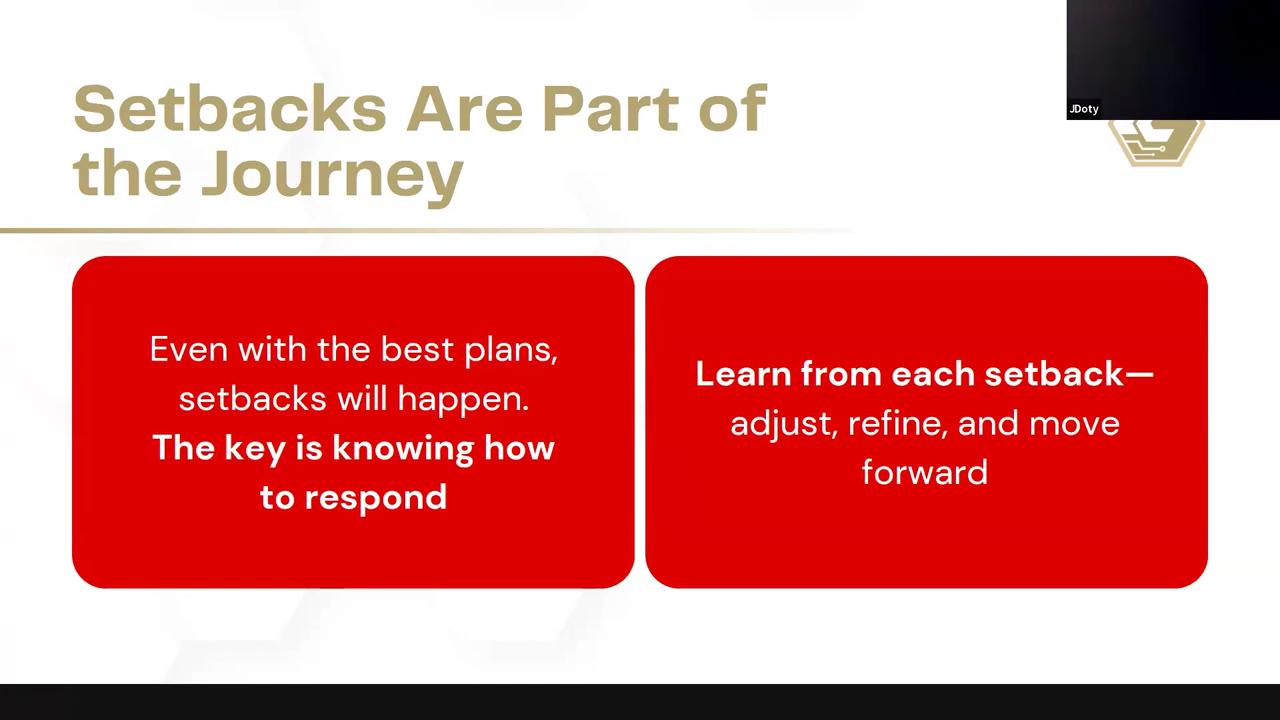 Setbacks Are Part of
the Journey
JDoty
Even with the best plans,
setbacks will happen.
The key is knowing how
to respond
Learn from each setback—
adjust, refine, and move
forward